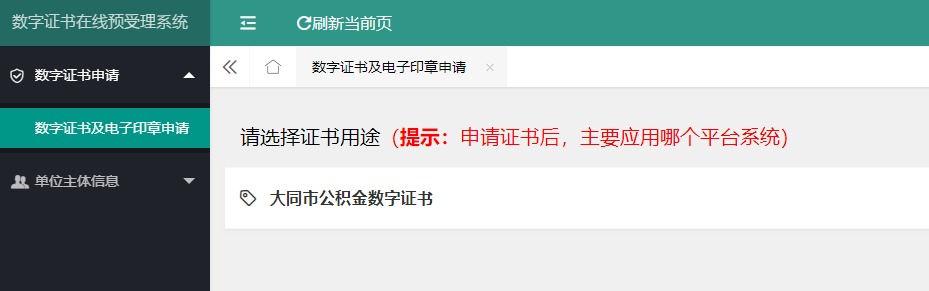 数字证书在线预受理系统
刷新当前页
数字证书申请
数字证书及电子印章申请
数字证书及电子印章申请
单位主体信息
请选择证书用途（提示：申请证书后，主要应用哪个平台系统）
大同市公积金数字证书